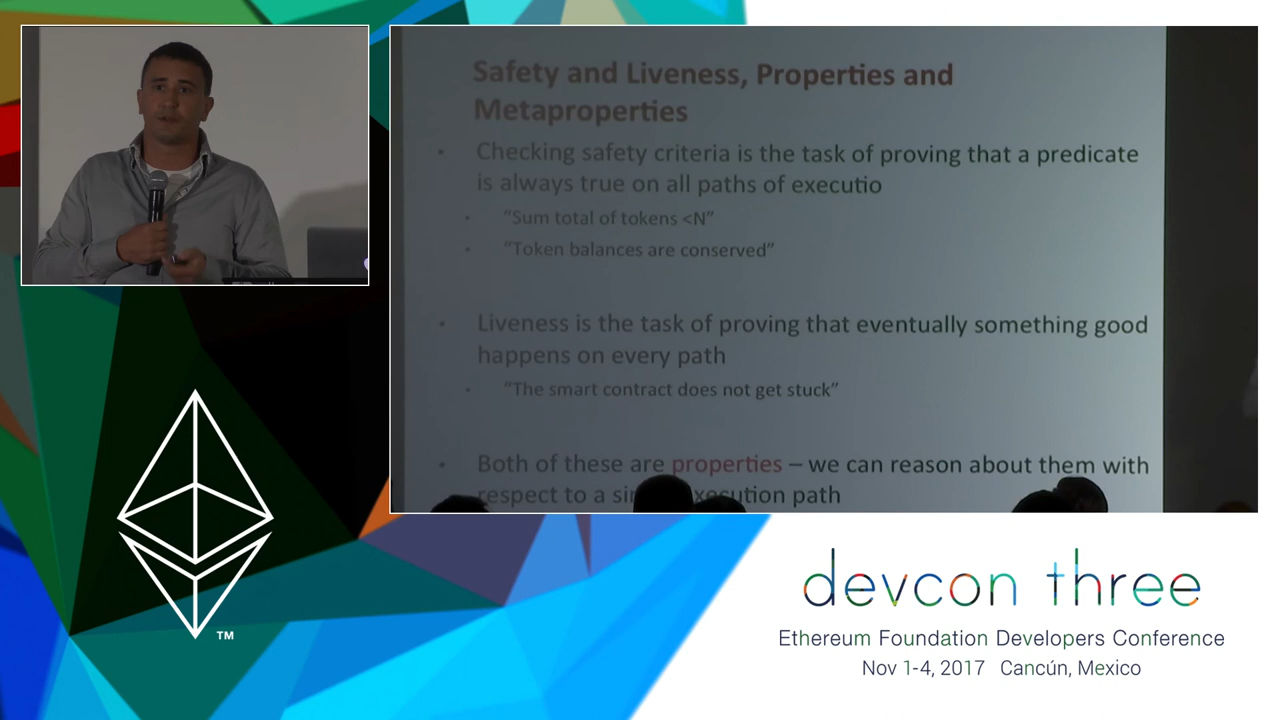 Safety and Liveness, Properties and
Metaproperties
Checking safety criteria is the task of proving that a predicate
is always true on all paths of executio
“Sum total of tokens <N”
“Token balances are conserved”
Liveness is the task of proving that eventually something good
happens on every path
“The smart contract does not get stuck”
Both of these are properties – we can reason about them with
respect to a execution path
TM
devcon three
Ethereum Foundation Developers Conference
Nov 1-4, 2017 Cancún, Mexico